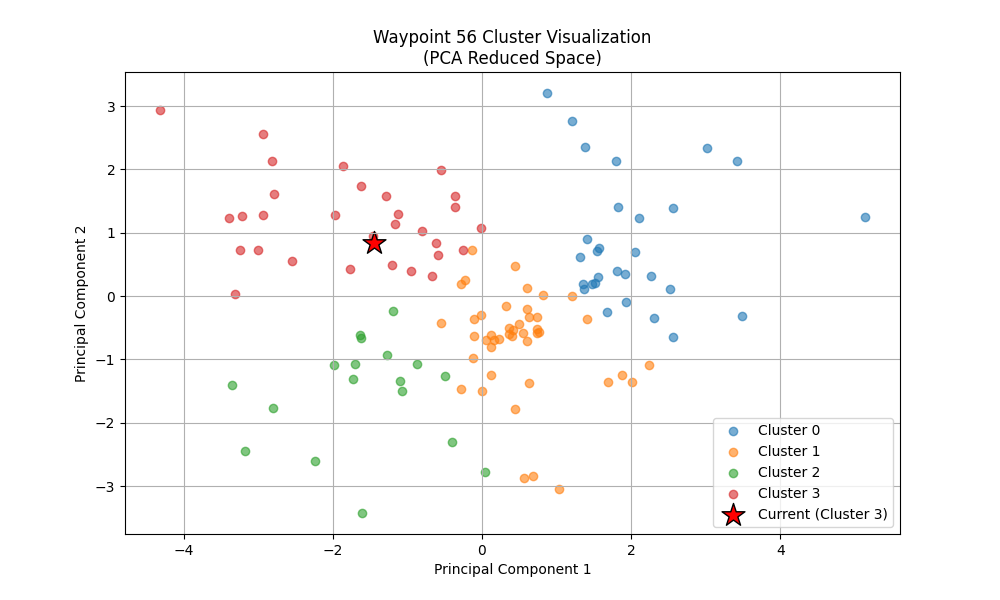 Waypoint 56 Cluster Visualization
(PCA Reduced Space)
Principal Component 2
3
2
1
0
−1
−2
−3
−4
−2
0
2
4
Principal Component 1
Cluster 0
Cluster 1
Cluster 2
Cluster 3
Current (Cluster 3)